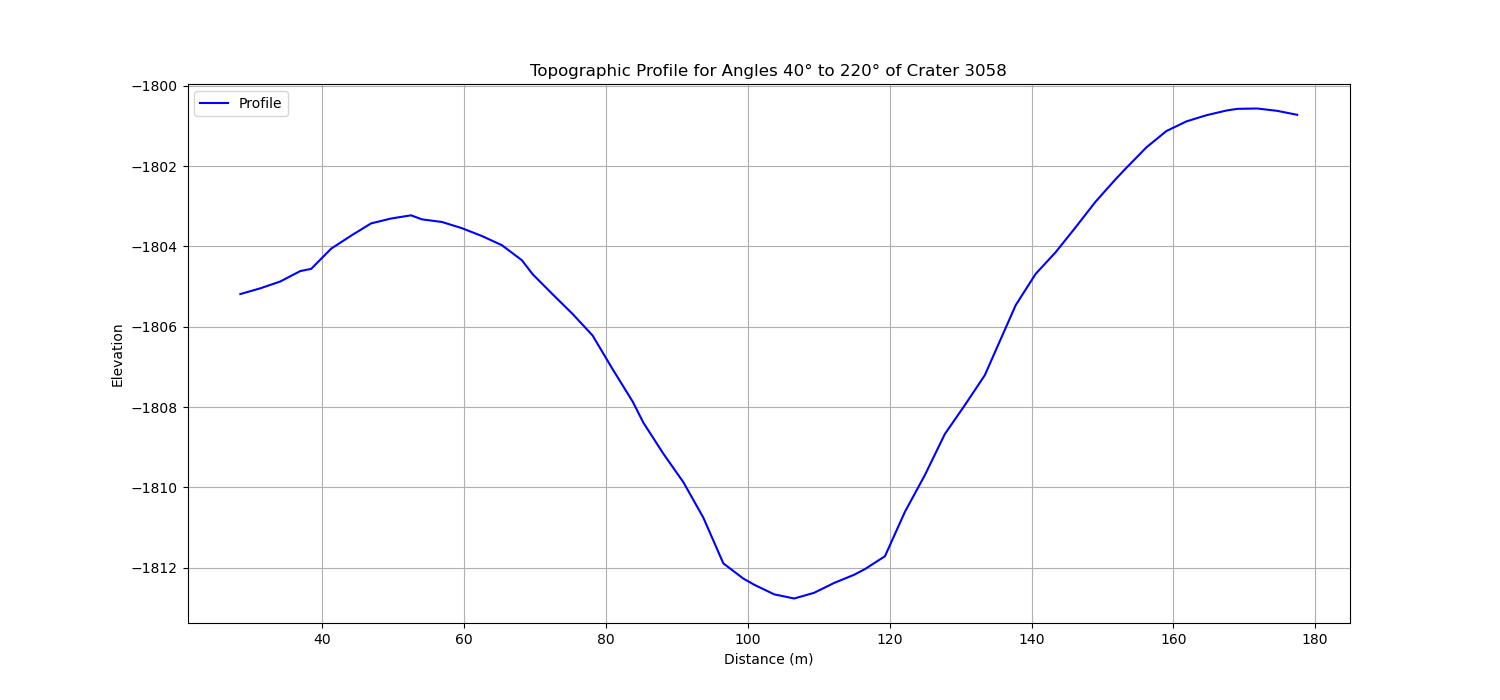 Topographic Profile for Angles 40° to 220° of Crater 3058
Profile
Elevation
−1800
−1802
−1804
−1806
−1808
−1810
−1812
40 60 80 100 120 140 160 180
Distance (m)